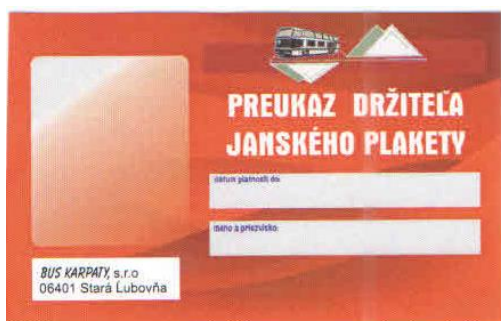 PREUKAZ DRŽITEĽA
JANSKÉHO PLAKETY
dátum platnosti do:
meno a priezvisko:
BUS KARPATY, s.r.o
06401 Stará Ľubovňa